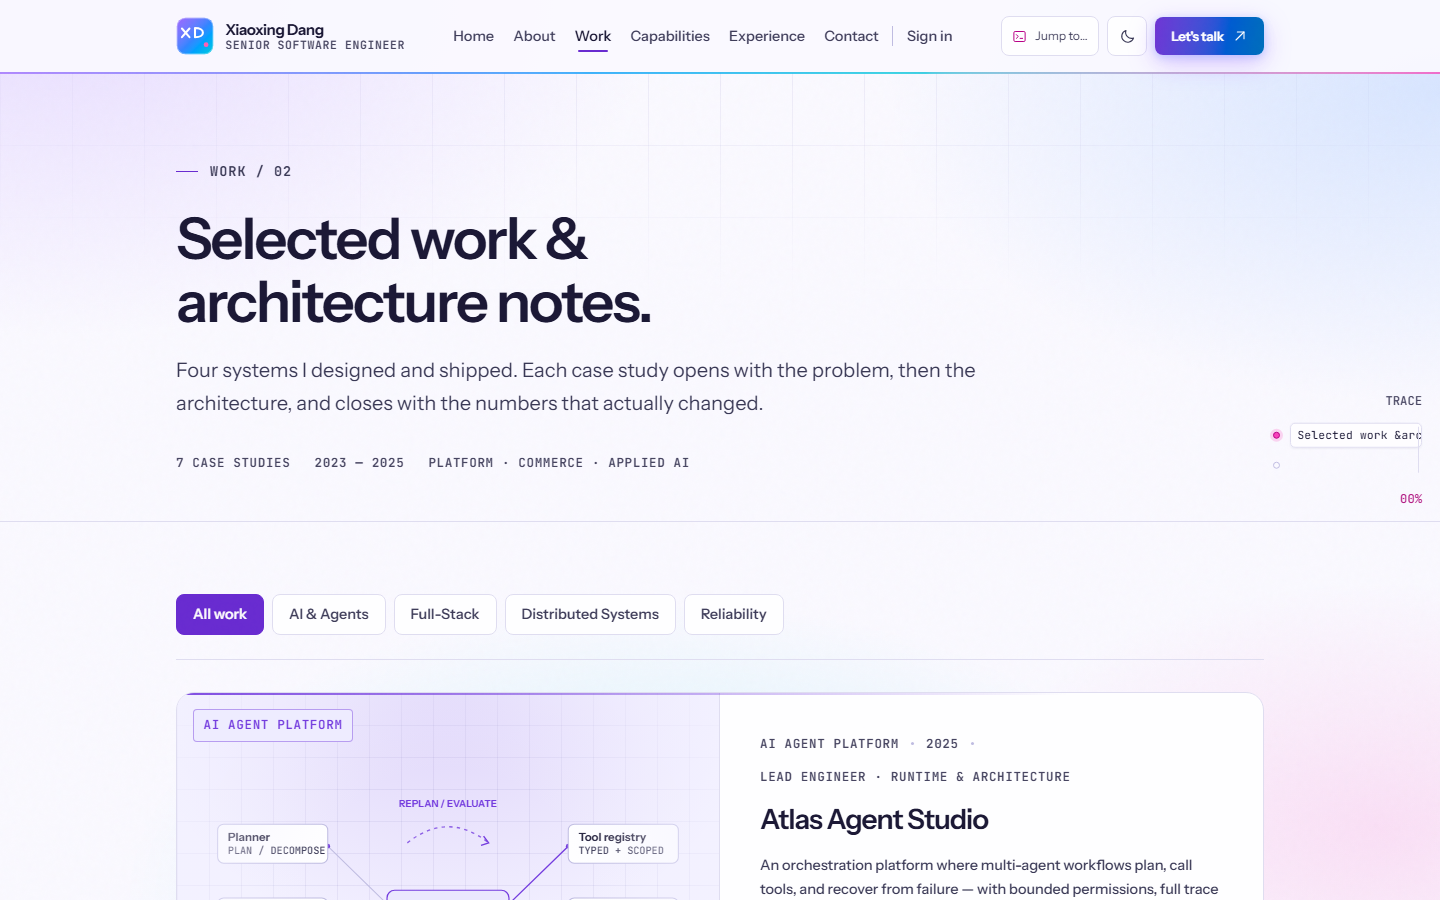 XD
Xiaoxing Dang
SENIOR SOFTWARE ENGINEER
Home
About
Work
Capabilities
Experience
Contact
Sign in
Jump to...
Let's talk
WORK / 02
Selected work &
architecture notes.
Four systems I designed and shipped. Each case study opens with the problem, then the
architecture, and closes with the numbers that actually changed.
7 CASE STUDIES 2023 — 2025 PLATFORM · COMMERCE · APPLIED AI
TRACE
Selected work &arc
00%
All work
AI & Agents
Full-Stack
Distributed Systems
Reliability
AI AGENT PLATFORM
REPLAN / EVALUATE
Planner
PLAN / DECOMPOSE
Tool registry
TYPED + SCOPED
AI AGENT PLATFORM · 2025 ·
LEAD ENGINEER · RUNTIME & ARCHITECTURE
Atlas Agent Studio
An orchestration platform where multi-agent workflows plan, call
tools, and recover from failure — with bounded permissions, full trace